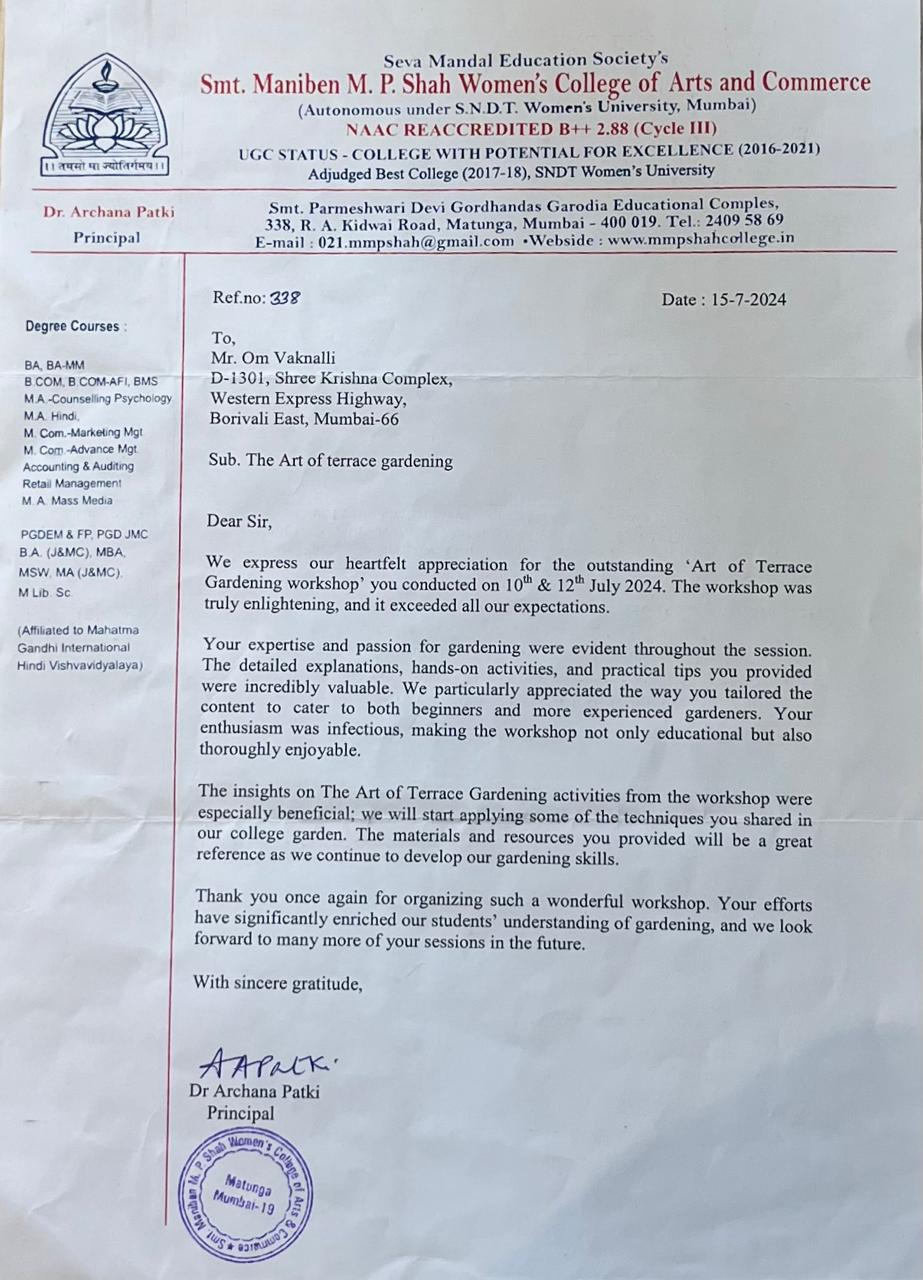 Seva Mandal Education Society's
Smt. Maniben M. P. Shah Women's College of Arts and Commerce
(Autonomous under S.N.D.T. Women's University, Mumbai)
NAAC REACCREDITED B++ 2.88 (Cycle III)
UGC STATUS - COLLEGE WITH POTENTIAL FOR EXCELLENCE (2016-2021)
Adjudged Best College (2017-18), SNDT Women's University
।। तमसो मा ज्योतिर्गमय।।
Dr. Archana Patki
Principal
Smt. Parmeshwari Devi Gordhandas Garodia Educational Comples,
338, R. A. Kidwai Road, Matunga, Mumbai - 400 019. Tel.: 2409 58 69
E-mail : 021.mmpshah@gmail.com •Webside : www.mmpshahcollege.in
Degree Courses :
BA, BA-MM
B.COM, B.COM-AFI, BMS
M.A.-Counselling Psychology
M.A. Hindi,
M. Com.-Marketing Mgt
M. Com.-Advance Mgt
Accounting & Auditing
Retail Management
M. A. Mass Media
PGDEM & FP, PGD JMC
B.A. (J&MC), MBA,
MSW, MA (J&MC),
M Lib. Sc.
(Affiliated to Mahatma
Gandhi International
Hindi Vishvavidyalaya)
Ref.no: 338
Date : 15-7-2024
To,
Mr. Om Vaknalli
D-1301, Shree Krishna Complex,
Western Express Highway,
Borivali East, Mumbai-66
Sub. The Art of terrace gardening
Dear Sir,
We express our heartfelt appreciation for the outstanding ‘Art of Terrace
Gardening workshop’ you conducted on 10th & 12th July 2024. The workshop was
truly enlightening, and it exceeded all our expectations.
Your expertise and passion for gardening were evident throughout the session.
The detailed explanations, hands-on activities, and practical tips you provided
were incredibly valuable. We particularly appreciated the way you tailored the
content to cater to both beginners and more experienced gardeners. Your
enthusiasm was infectious, making the workshop not only educational but also
thoroughly enjoyable.
The insights on The Art of Terrace Gardening activities from the workshop were
especially beneficial; we will start applying some of the techniques you shared in
our college garden. The materials and resources you provided will be a great
reference as we continue to develop our gardening skills.
Thank you once again for organizing such a wonderful workshop. Your efforts
have significantly enriched our students’ understanding of gardening, and we look
forward to many more of your sessions in the future.
With sincere gratitude,
AAPatki.
Dr Archana Patki
Principal
Smt. Maniben M. P. Shah Women's College of Arts & Commerce ★
Matunga
Mumbai-19